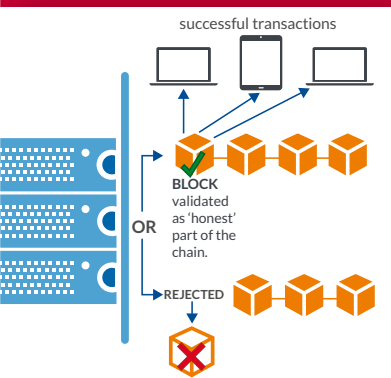 successful transactions
BLOCK
validated
as ‘honest’
part of the
chain.
OR
REJECTED